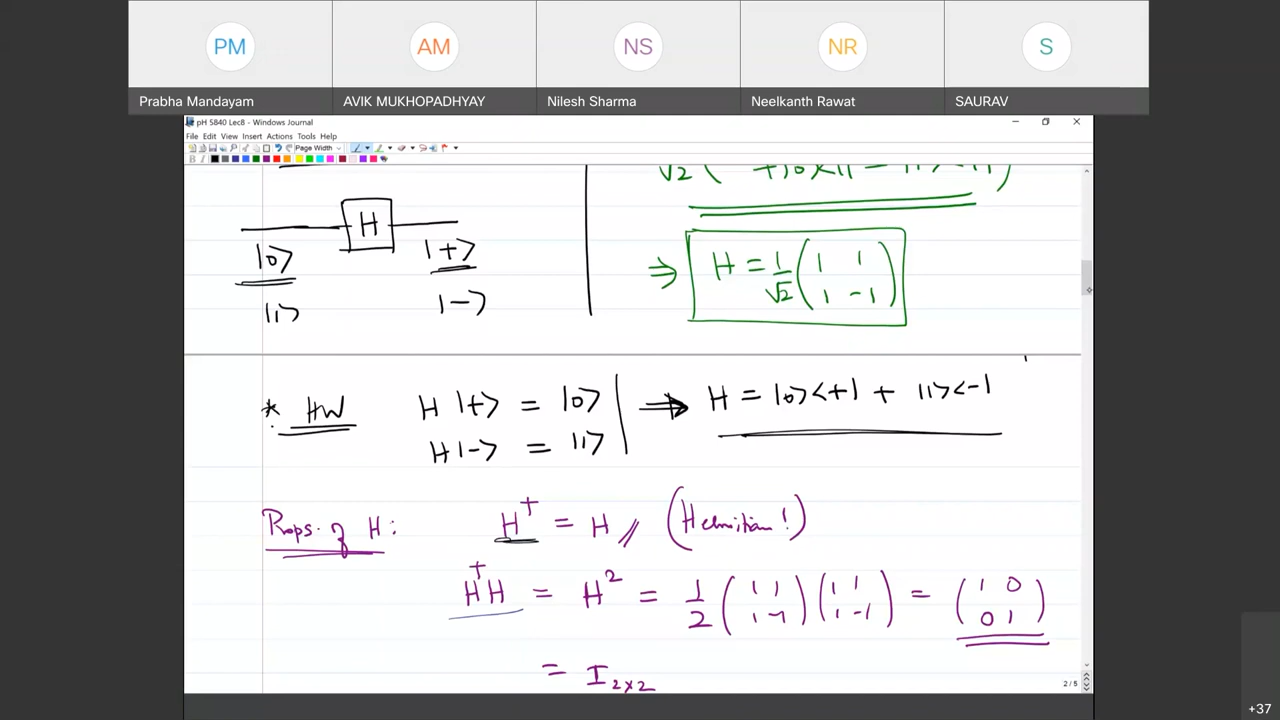 PM AM NS NR S
Prabha Mandayam AVIK MUKHOPADHYAY Nilesh Sharma Neelkanth Rawat SAURAV
pH 5840 Lec8 - Windows Journal
File Edit View Insert Actions Tools Help
Page Width
B I
H
|0> |+>
|1> |->
⇒ H = 1/√2 (1 1
1 -1)
* HW H |+> = |0> ⇒ H = |0><+| + |1><-|
H |-> = |1>
Props. of H: H† = H // (Hermitian!)
H†H = H² = 1/2 (1 1
1 -1) (1 1
1 -1) = (1 0
0 1)
= I 2×2
2 / 5
+37